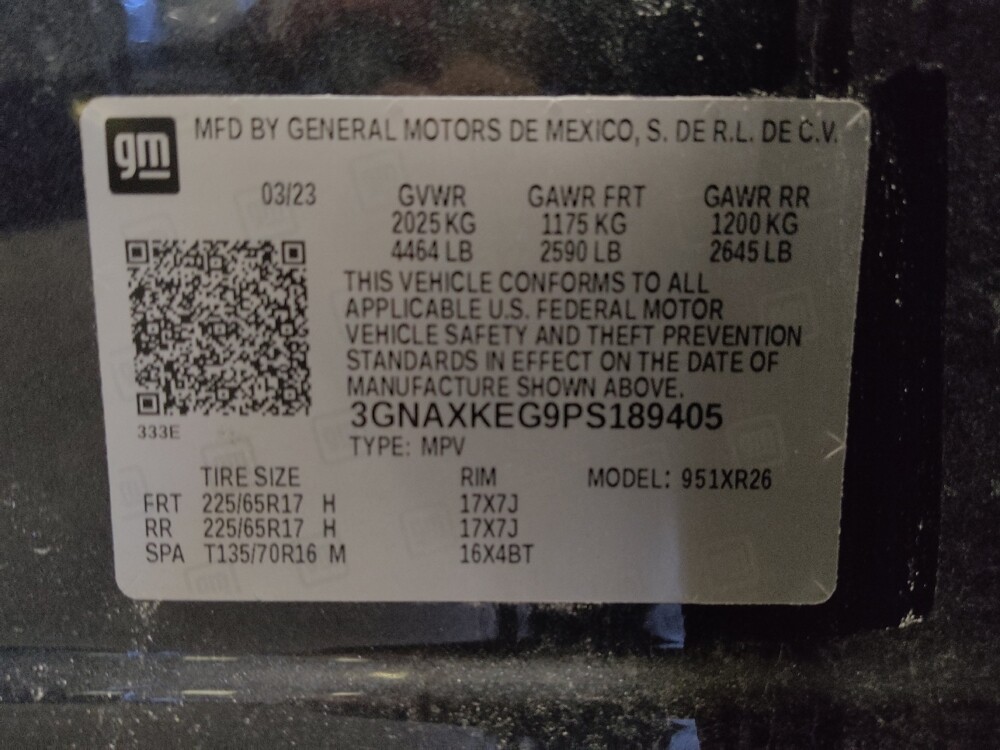 gm
MFD BY GENERAL MOTORS DE MEXICO, S. DE R.L. DE C.V.
03/23 GVWR GAWR FRT GAWR RR
2025 KG 1175 KG 1200 KG
4464 LB 2590 LB 2645 LB
THIS VEHICLE CONFORMS TO ALL
APPLICABLE U.S. FEDERAL MOTOR
VEHICLE SAFETY AND THEFT PREVENTION
STANDARDS IN EFFECT ON THE DATE OF
MANUFACTURE SHOWN ABOVE.
3GNAXKEG9PS189405
333E
TYPE: MPV
TIRE SIZE RIM MODEL: 951XR26
FRT 225/65R17 H 17X7J
RR 225/65R17 H 17X7J
SPA T135/70R16 M 16X4BT